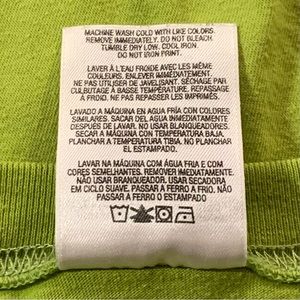 MACHINE WASH COLD WITH LIKE COLORS.
REMOVE IMMEDIATELY. DO NOT BLEACH.
TUMBLE DRY LOW. COOL IRON.
DO NOT IRON PRINT.
LAVER À L'EAU FROIDE AVEC LES MÊME
COULEURS. ENLEVER IMMÉDIATEMENT.
NE PAS UTILISER DE JAVELISANT. SÉCHAGE PAR
CULBUTAGE À BASSE TEMPÉRATURE. REPASSAGE
À FROID. NE PAS REPASSER L'IMPRIMÉ.
LAVADO A MÁQUINA EN AGUA FRÍA CON COLORES
SIMILARES. SACAR DEL AGUA INMEDIATAMENTE
DESPUÉS DE LAVAR. NO USAR BLANQUEADORES.
SECAR A MÁQUINA CON TEMPERATURA BAJA.
PLANCHAR A TEMPERATURA TIBIA. NO PLANCHAR
EL ESTAMPADO.
LAVAR NA MÁQUINA COM ÁGUA FRIA E COM
CORES SEMELHANTES. REMOVER IMEDIATAMENTE.
NÃO USAR BRANQUEADOR. USAR SECADORA
EM CICLO SUAVE. PASSAR A FERRO A FRIO.
NÃO PASSAR A FERRO O ESTAMPADO